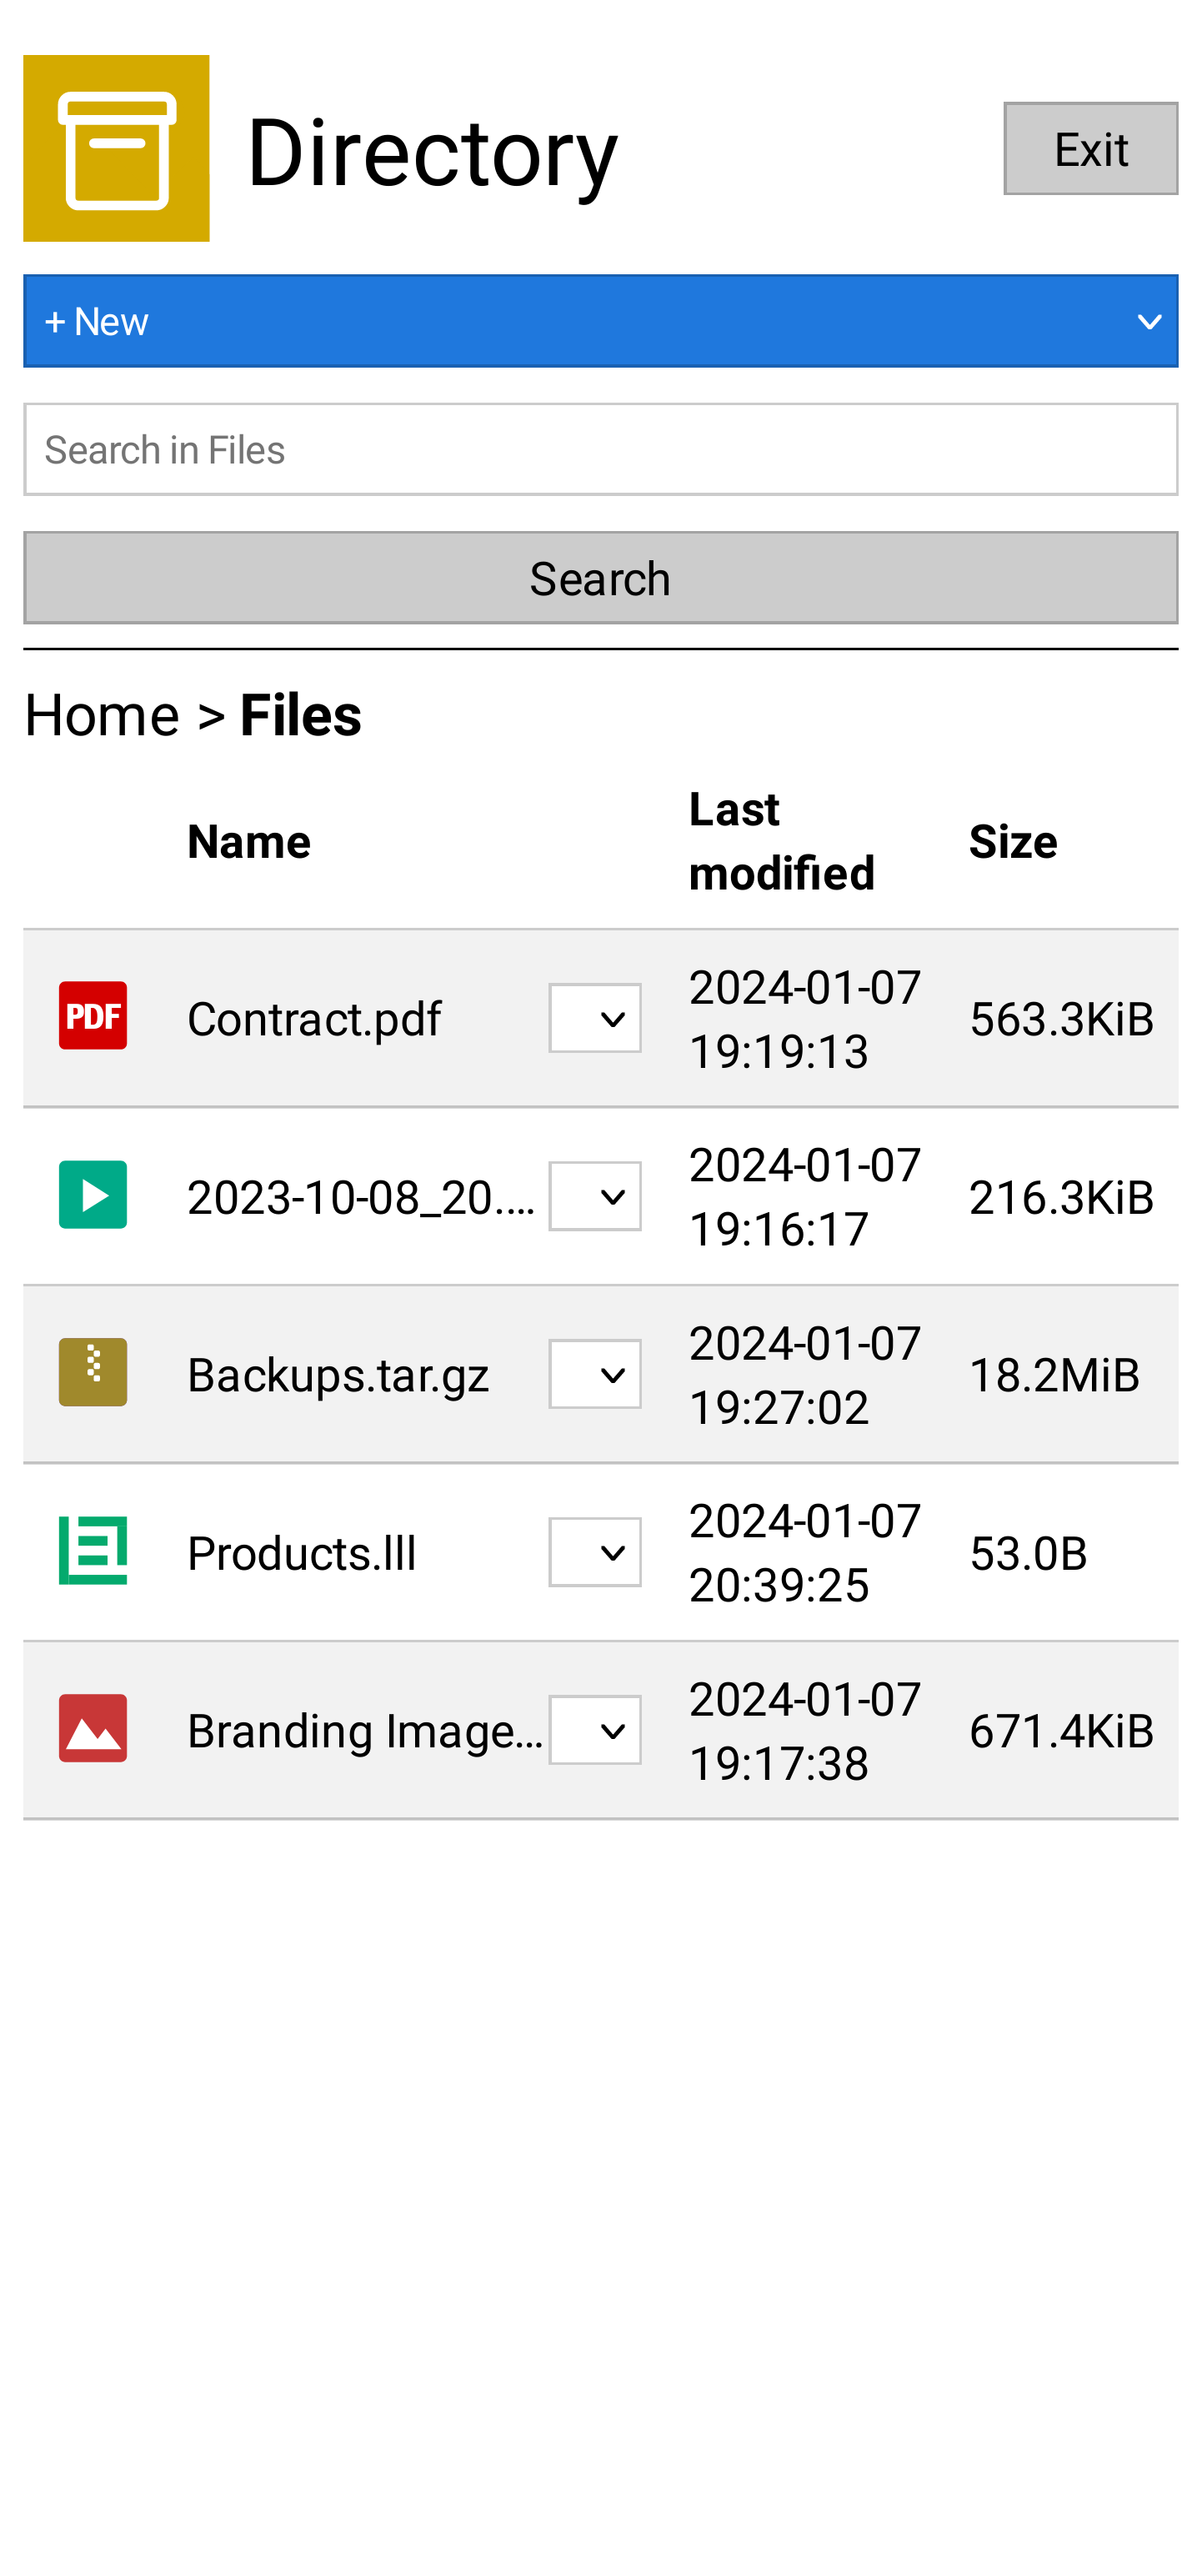 Directory
Exit
+ New
Search in Files
Search
Home > Files
Name
Last modified
Size
PDF
Contract.pdf
2024-01-07
19:19:13
563.3KiB
2023-10-08_20....
2024-01-07
19:16:17
216.3KiB
Backups.tar.gz
2024-01-07
19:27:02
18.2MiB
Products.lll
2024-01-07
20:39:25
53.0B
Branding Image...
2024-01-07
19:17:38
671.4KiB